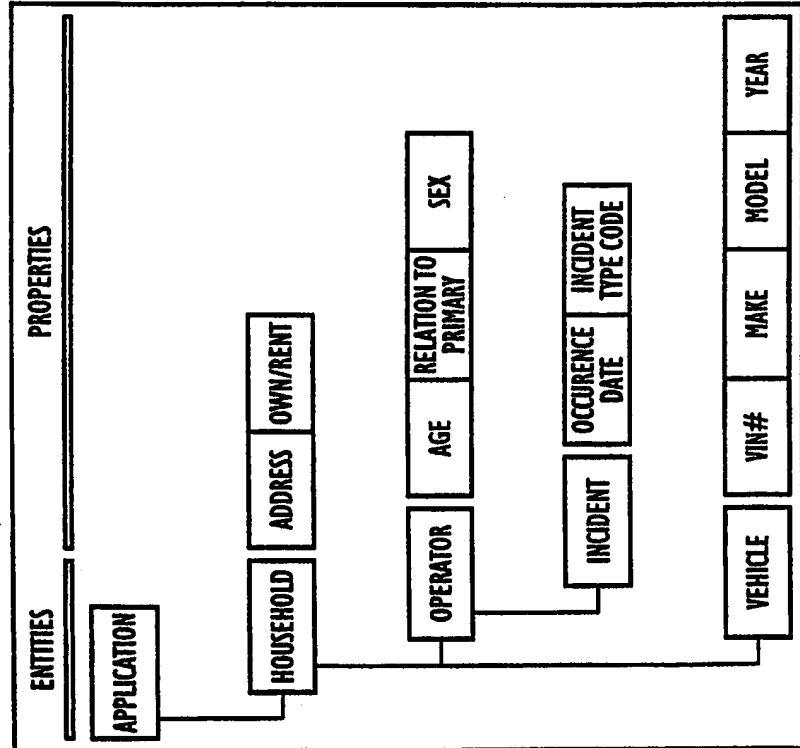 ENTITIES
PROPERTIES
APPLICATION
HOUSEHOLD
ADDRESS
OWN/RENT
OPERATOR
AGE
RELATION TO
PRIMARY
SEX
INCIDENT
OCCURENCE
DATE
INCIDENT
TYPE CODE
VEHICLE
VIN#
MAKE
MODEL
YEAR